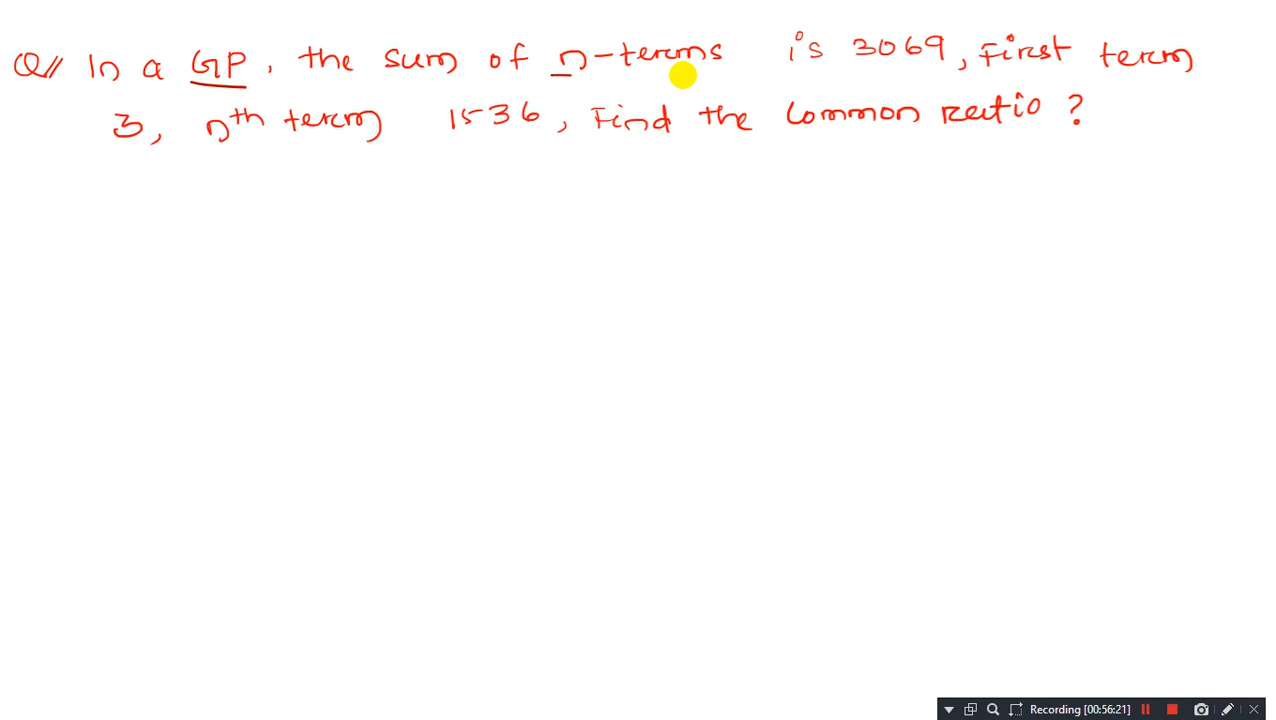 Q// In a GP, the sum of n-terms is 3069, First term
3, nth term 1536, Find the common ratio ?
Recording [00:56:21]